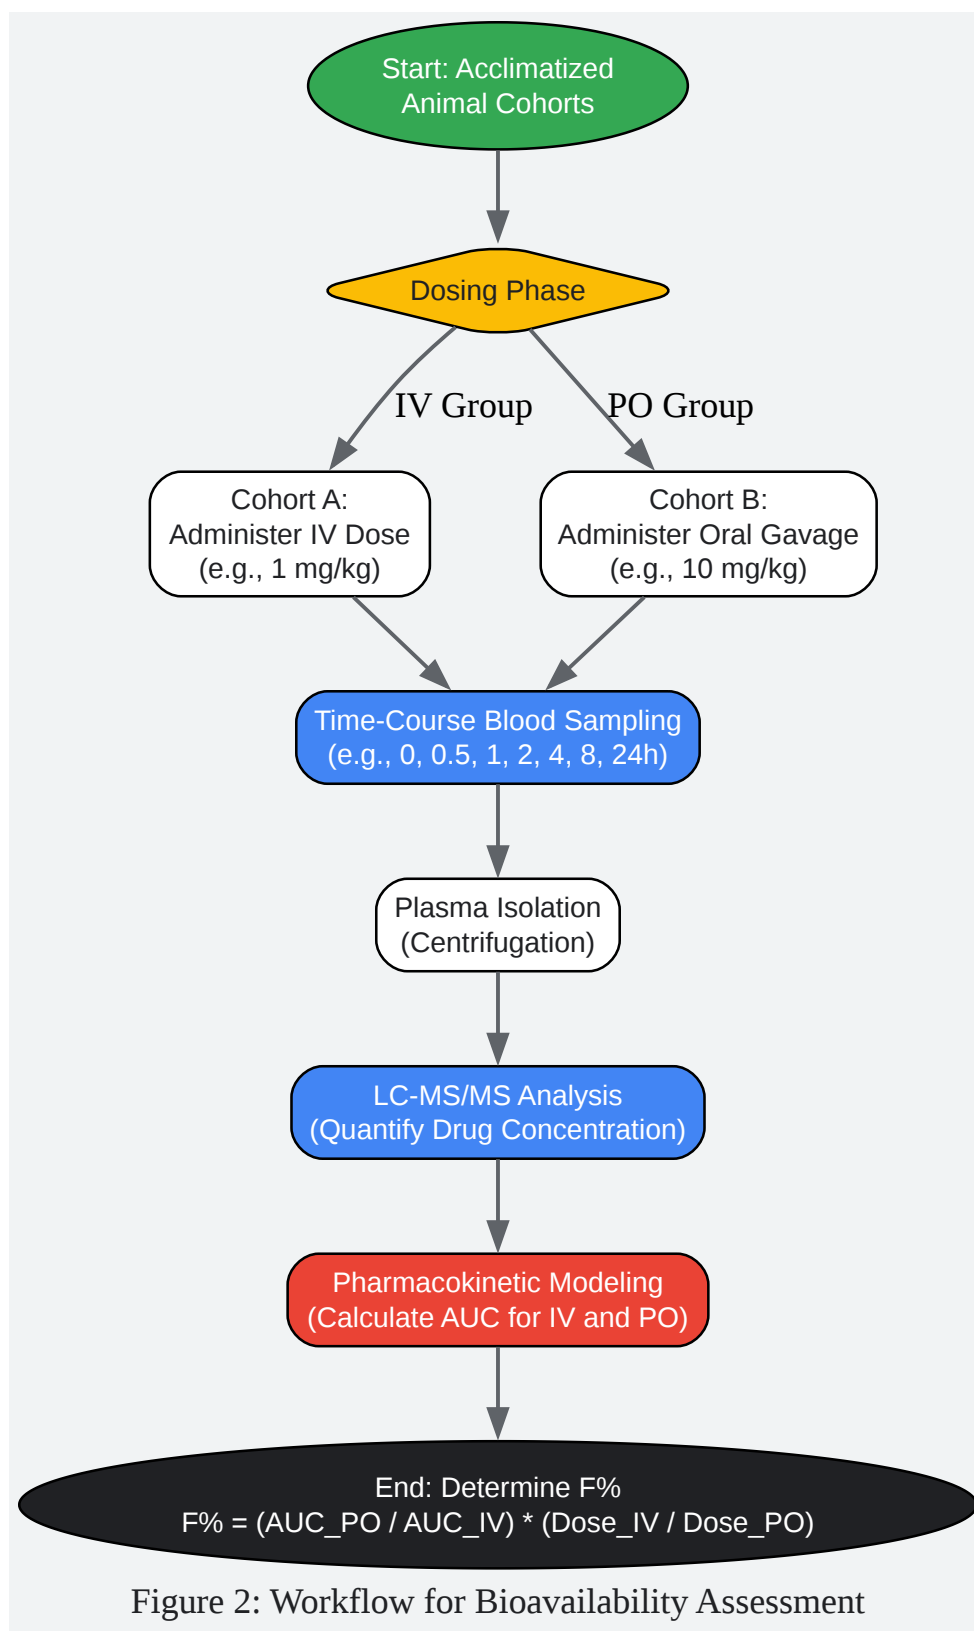 Start: Acclimatized
Animal Cohorts
Dosing Phase
IV Group
PO Group
Cohort A:
Administer IV Dose
(e.g., 1 mg/kg)
Cohort B:
Administer Oral Gavage
(e.g., 10 mg/kg)
Time-Course Blood Sampling
(e.g., 0, 0.5, 1, 2, 4, 8, 24h)
Plasma Isolation
(Centrifugation)
LC-MS/MS Analysis
(Quantify Drug Concentration)
Pharmacokinetic Modeling
(Calculate AUC for IV and PO)
End: Determine F%
F% = (AUC_PO / AUC_IV) * (Dose_IV / Dose_PO)
Figure 2: Workflow for Bioavailability Assessment